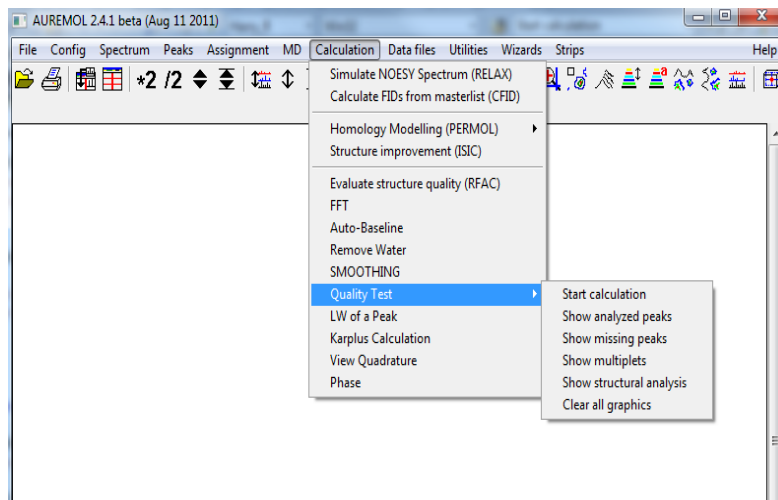 AUREMOL 2.4.1 beta (Aug 11 2011)
File Config Spectrum Peaks Assignment MD Calculation Data files Utilities Wizards Strips Help
*2 /2
Simulate NOESY Spectrum (RELAX)
Calculate FIDs from masterlist (CFID)
Homology Modelling (PERMOL)
Structure improvement (ISIC)
Evaluate structure quality (RFAC)
FFT
Auto-Baseline
Remove Water
SMOOTHING
Quality Test
LW of a Peak
Karplus Calculation
View Quadrature
Phase
Start calculation
Show analyzed peaks
Show missing peaks
Show multiplets
Show structural analysis
Clear all graphics